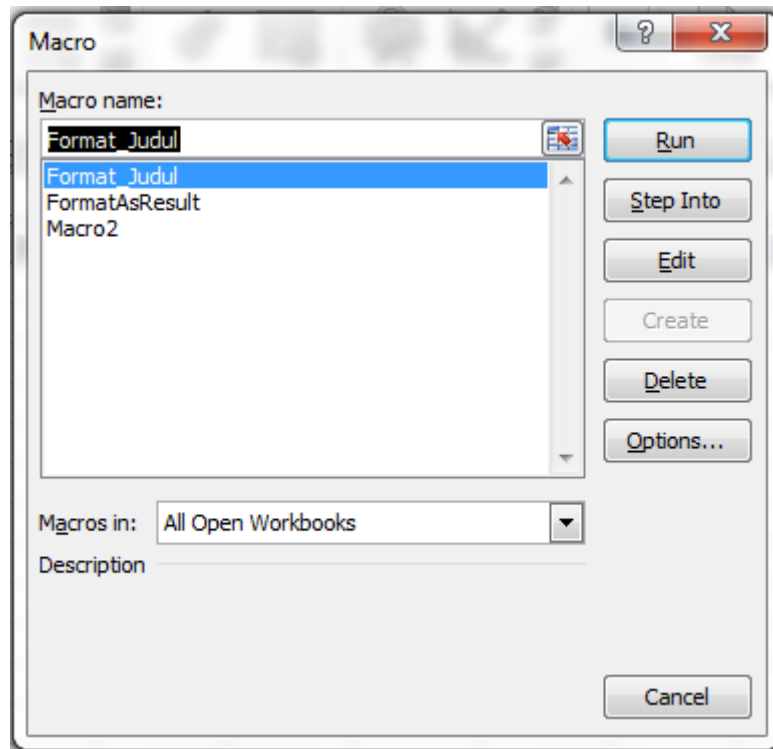 Macro
Macro name:
Format_Judul
Run
Format_Judul
FormatAsResult
Macro2
Step Into
Edit
Create
Delete
Options...
Macros in: All Open Workbooks
Description
Cancel